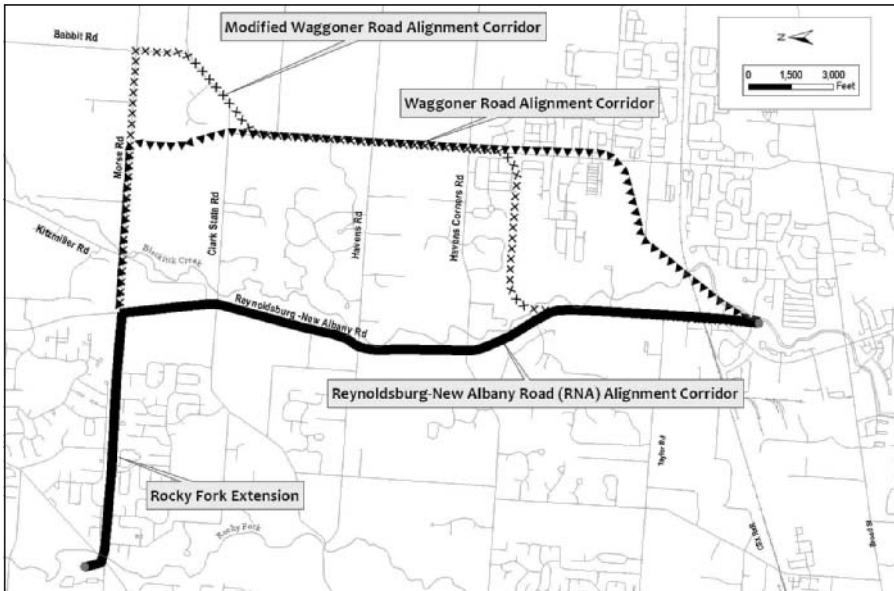 Modified Waggoner Road Alignment Corridor
Babbit Rd
N
0 1,500 3,000
Feet
Waggoner Road Alignment Corridor
Morse Rd
Kitzmiller Rd
Clark State Rd
Havens Rd
Havens Corners Rd
Blacklick Creek
Reynoldsburg -New Albany Rd
Reynoldsburg-New Albany Road (RNA) Alignment Corridor
Taylor Rd
Rocky Fork Extension
Rocky Fork
CSX RxR
Broad St